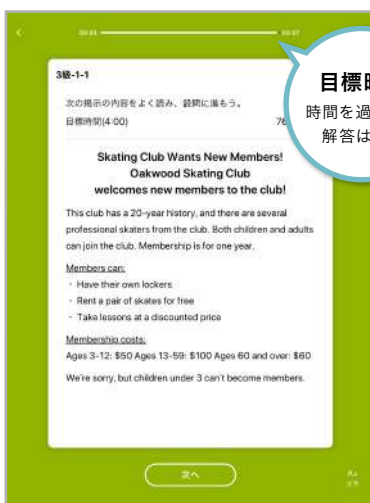 3級-1-1
次の掲示の内容をよく読み、設問に進もう。
目標時間(4:00)
目標時
時間を過
解答は
Skating Club Wants New Members!
Oakwood Skating Club
welcomes new members to the club!
This club has a 20-year history, and there are several
professional skaters from the club. Both children and adults
can join the club. Membership is for one year.
Members can:
・ Have their own lockers
・ Rent a pair of skates for free
・ Take lessons at a discounted price
Membership costs:
Ages 3-12: $50 Ages 13-59: $100 Ages 60 and over: $60
We're sorry, but children under 3 can't become members.
次へ